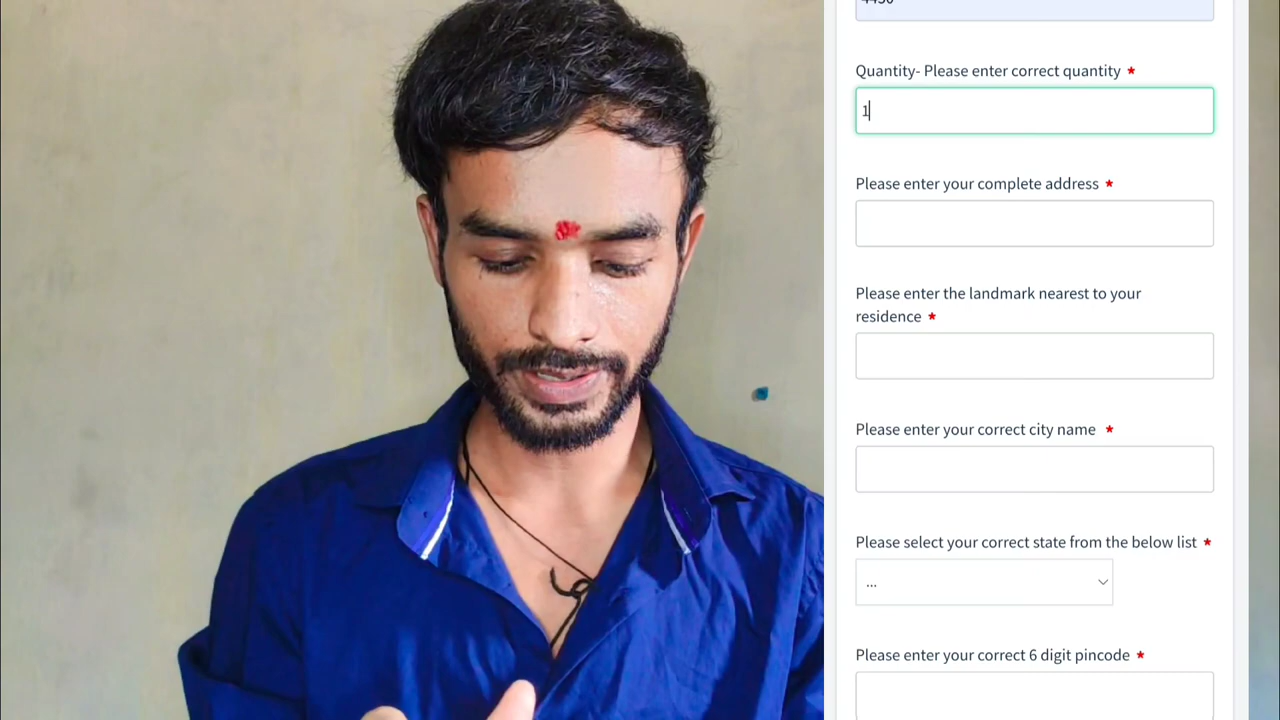 4450
Quantity- Please enter correct quantity *
1
Please enter your complete address *
Please enter the landmark nearest to your
residence *
Please enter your correct city name *
Please select your correct state from the below list *
...
Please enter your correct 6 digit pincode *